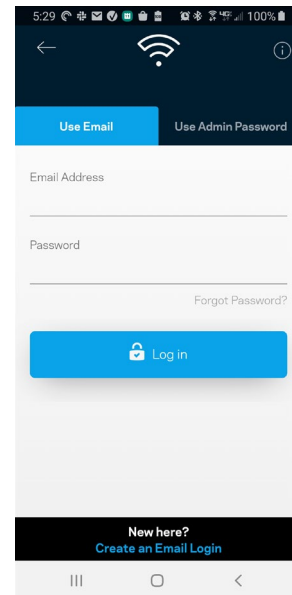 5:29 100%
Use Email Use Admin Password
Email Address
Password
Forgot Password?
Log in
New here?
Create an Email Login